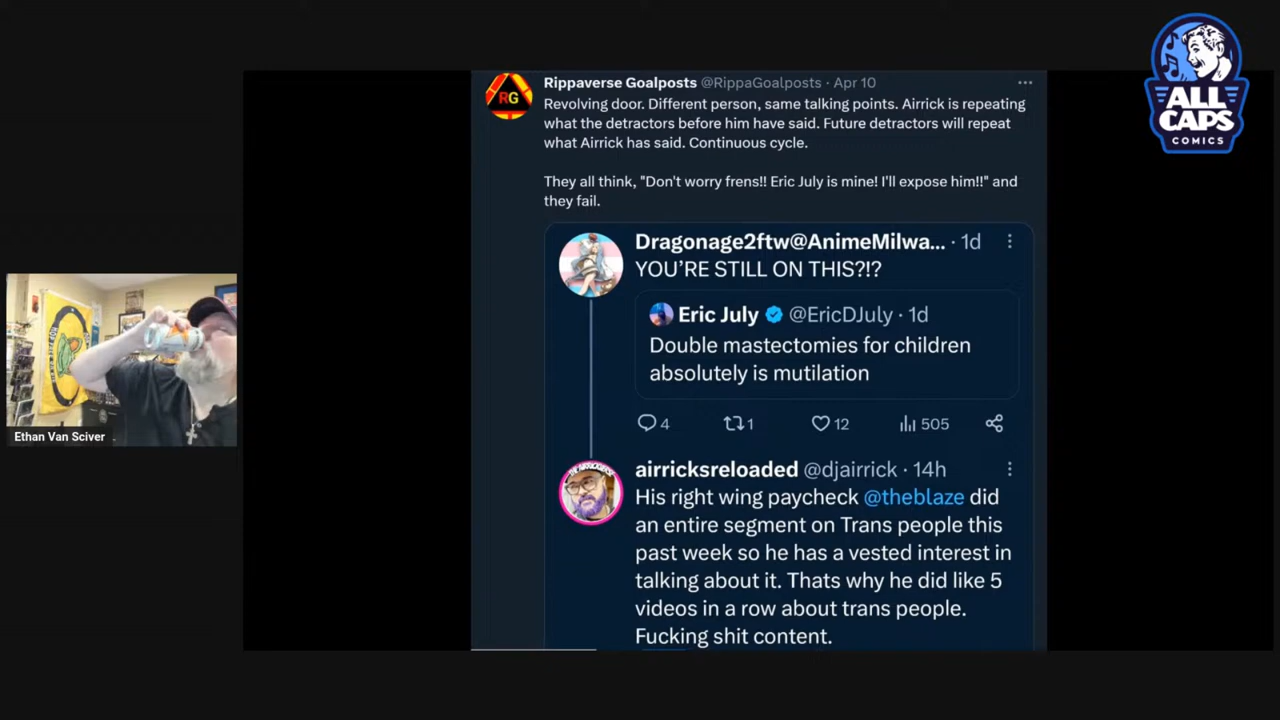 Rippaverse Goalposts @RippaGoalposts · Apr 10
RG
Revolving door. Different person, same talking points. Airrick is repeating
what the detractors before him have said. Future detractors will repeat
what Airrick has said. Continuous cycle.
They all think, "Don't worry frens!! Eric July is mine! I'll expose him!!" and
they fail.
Dragonage2ftw@AnimeMilwa... · 1d
YOU'RE STILL ON THIS?!?
Eric July @EricDJuly · 1d
Double mastectomies for children
absolutely is mutilation
4 1 12 505
airricksreloaded @djairrick · 14h
His right wing paycheck @theblaze did
an entire segment on Trans people this
past week so he has a vested interest in
talking about it. Thats why he did like 5
videos in a row about trans people.
Fucking shit content.
Ethan Van Sciver
ALL
CAPS
COMICS